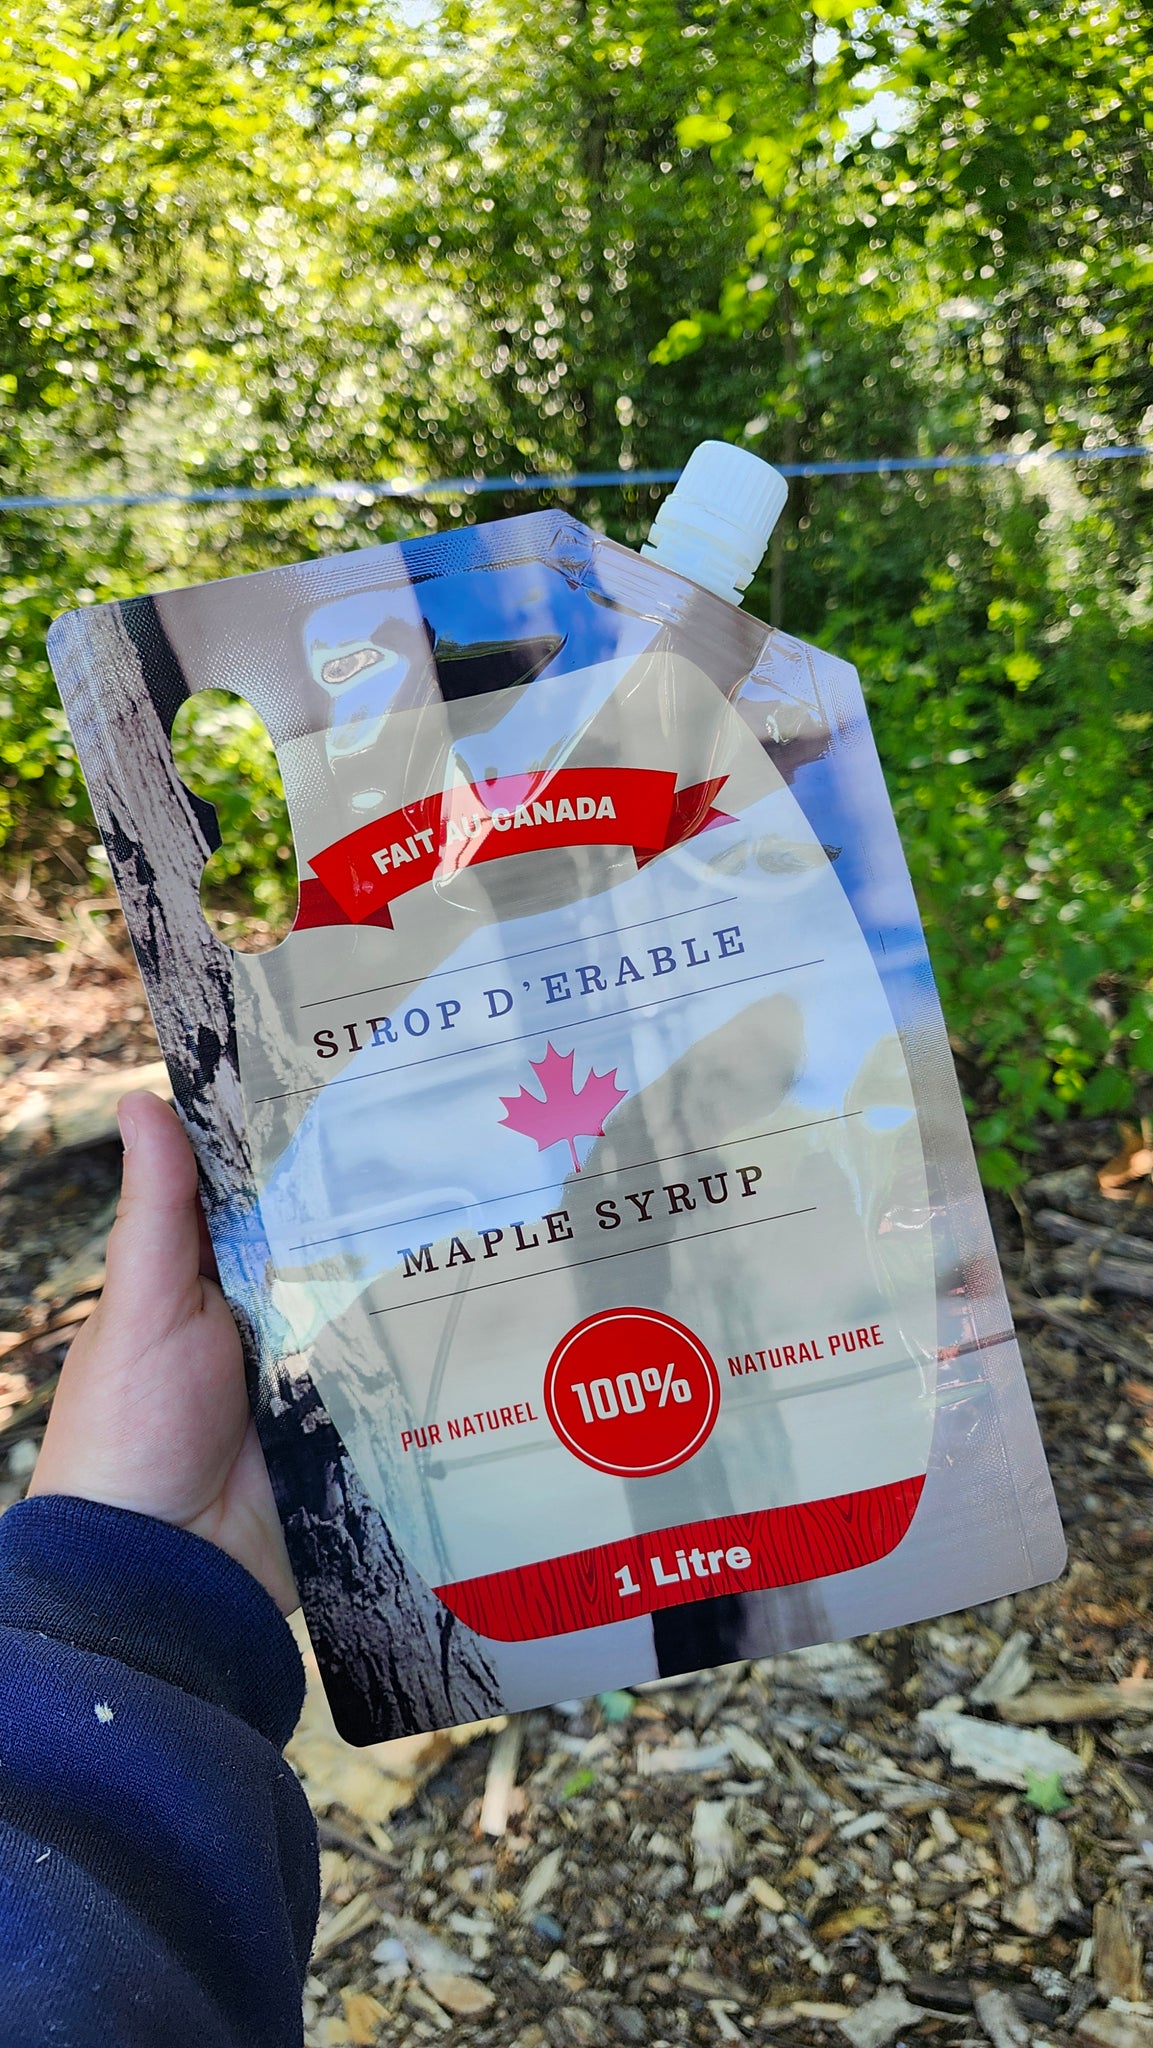 FAIT AU CANADA
SIROP D'ERABLE
MAPLE SYRUP
PUR NATUREL 100% NATURAL PURE
1 Litre